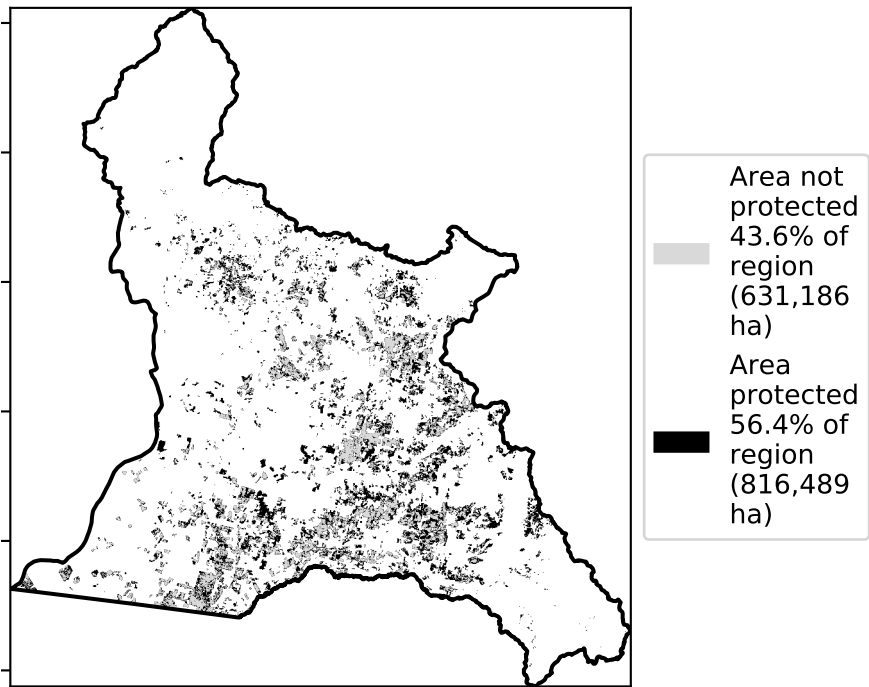 Area not
protected
43.6% of
region
(631,186
ha)
Area
protected
56.4% of
region
(816,489
ha)